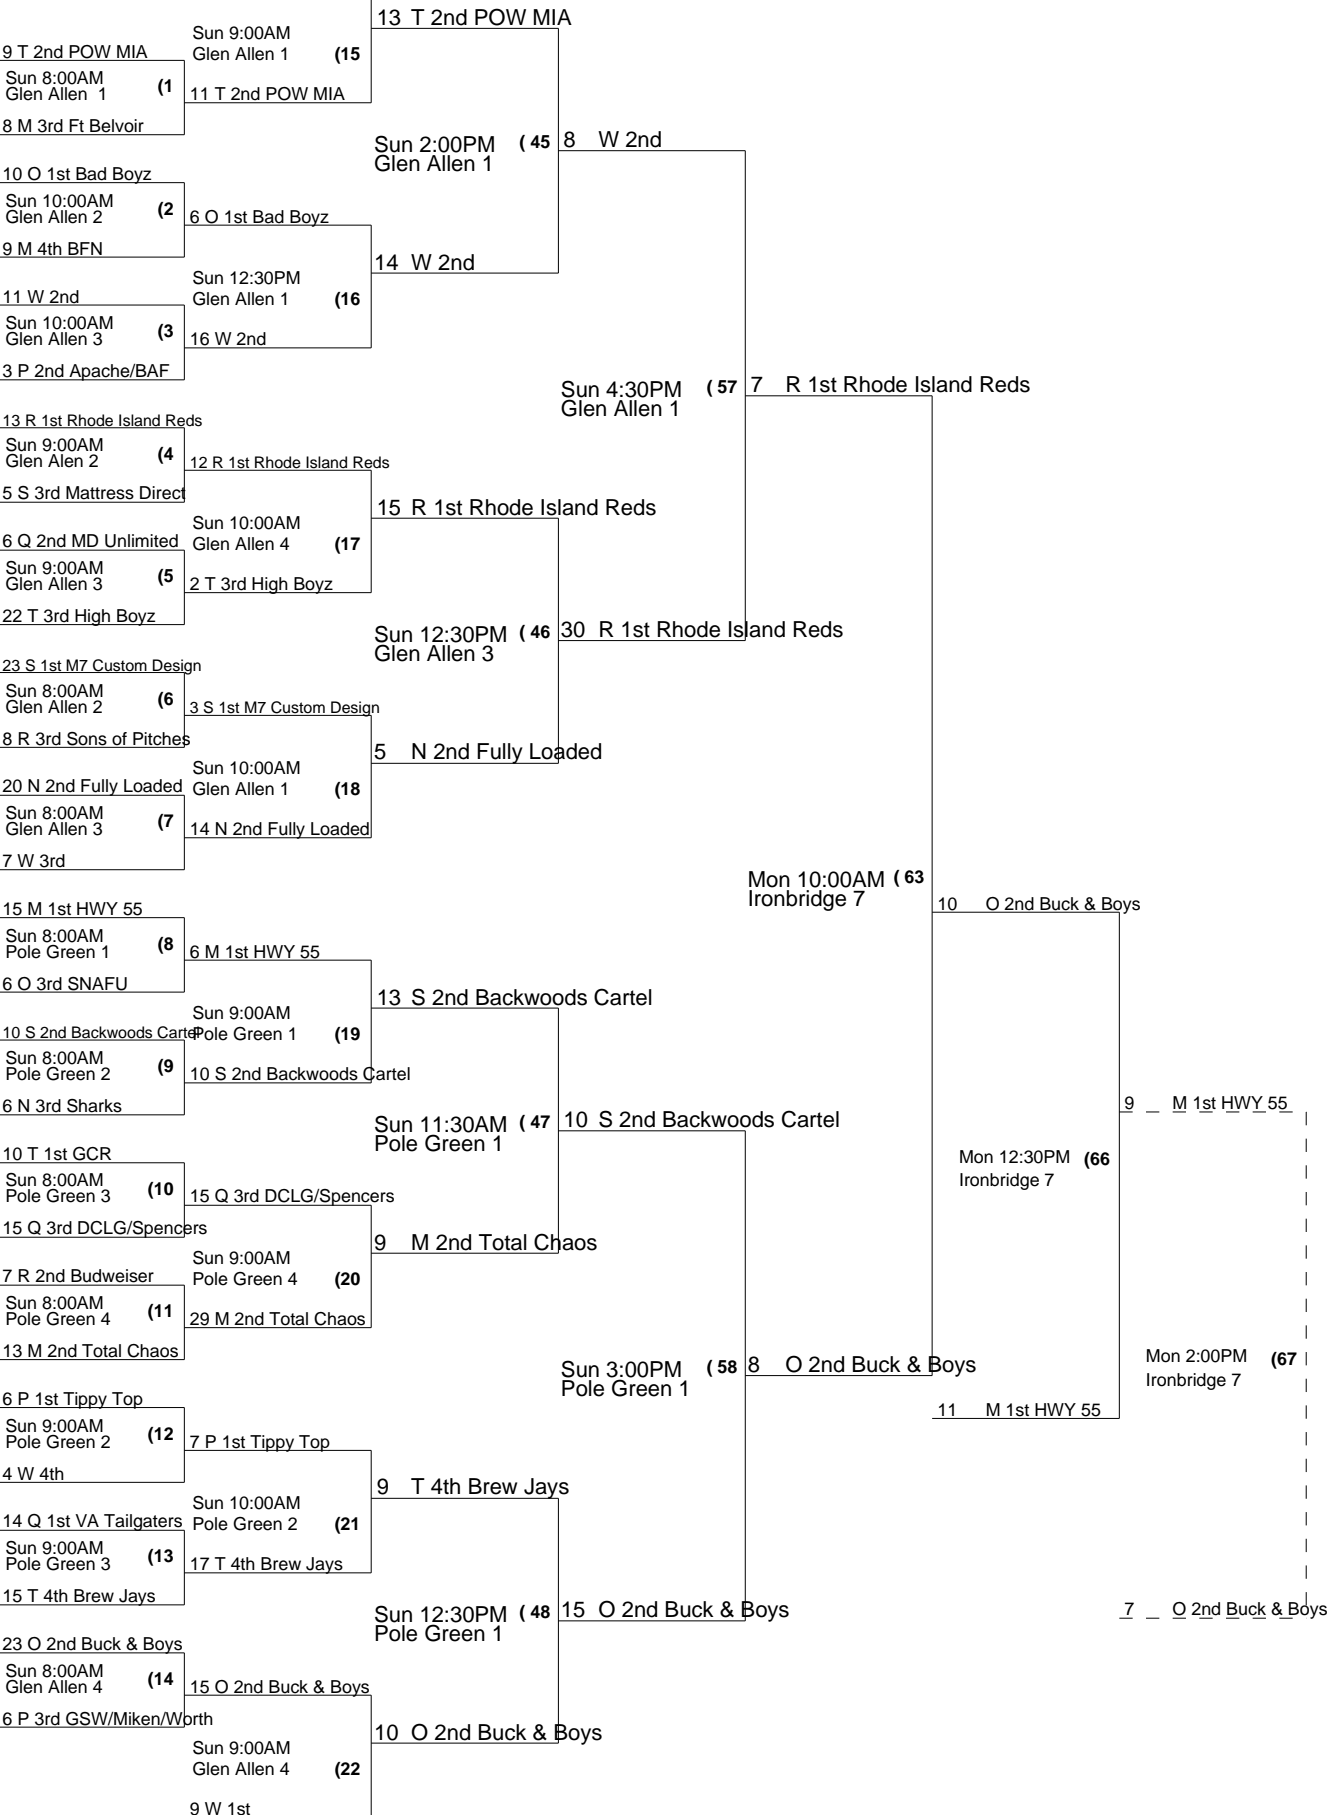 13 T 2nd POW MIA
Sun 9:00AM
Glen Allen 1 (15
9 T 2nd POW MIA
Sun 8:00AM
Glen Allen 1 (1
11 T 2nd POW MIA
8 M 3rd Ft Belvoir
Sun 2:00PM ( 45
Glen Allen 1
8 W 2nd
10 O 1st Bad Boyz
Sun 10:00AM
Glen Allen 2 (2
6 O 1st Bad Boyz
9 M 4th BFN
14 W 2nd
Sun 12:30PM
Glen Allen 1 (16
11 W 2nd
Sun 10:00AM
Glen Allen 3 (3
16 W 2nd
3 P 2nd Apache/BAF
Sun 4:30PM ( 57
Glen Allen 1
7 R 1st Rhode Island Reds
13 R 1st Rhode Island Reds
Sun 9:00AM
Glen Alen 2 (4
12 R 1st Rhode Island Reds
5 S 3rd Mattress Direct
15 R 1st Rhode Island Reds
Sun 10:00AM
Glen Allen 4 (17
6 Q 2nd MD Unlimited
Sun 9:00AM
Glen Allen 3 (5
2 T 3rd High Boyz
22 T 3rd High Boyz
Sun 12:30PM ( 46
Glen Allen 3
30 R 1st Rhode Island Reds
23 S 1st M7 Custom Design
Sun 8:00AM
Glen Allen 2 (6
3 S 1st M7 Custom Design
8 R 3rd Sons of Pitches
5 N 2nd Fully Loaded
Sun 10:00AM
Glen Allen 1 (18
20 N 2nd Fully Loaded
Sun 8:00AM
Glen Allen 3 (7
14 N 2nd Fully Loaded
7 W 3rd
Mon 10:00AM ( 63
Ironbridge 7
10 O 2nd Buck & Boys
15 M 1st HWY 55
Sun 8:00AM
Pole Green 1 (8
6 M 1st HWY 55
6 O 3rd SNAFU
13 S 2nd Backwoods Cartel
Sun 9:00AM
Pole Green 1 (19
10 S 2nd Backwoods Cartel
Sun 8:00AM
Pole Green 2 (9
10 S 2nd Backwoods Cartel
6 N 3rd Sharks
Sun 11:30AM ( 47
Pole Green 1
10 S 2nd Backwoods Cartel
9 M 1st HWY 55
Mon 12:30PM (66
Ironbridge 7
10 T 1st GCR
Sun 8:00AM
Pole Green 3 (10
15 Q 3rd DCLG/Spencers
15 Q 3rd DCLG/Spencers
9 M 2nd Total Chaos
Sun 9:00AM
Pole Green 4 (20
7 R 2nd Budweiser
Sun 8:00AM
Pole Green 4 (11
29 M 2nd Total Chaos
13 M 2nd Total Chaos
Sun 3:00PM ( 58
Pole Green 1
8 O 2nd Buck & Boys
Mon 2:00PM (67
Ironbridge 7
11 M 1st HWY 55
6 P 1st Tippy Top
Sun 9:00AM
Pole Green 2 (12
7 P 1st Tippy Top
4 W 4th
9 T 4th Brew Jays
Sun 10:00AM
Pole Green 2 (21
14 Q 1st VA Tailgaters
Sun 9:00AM
Pole Green 3 (13
17 T 4th Brew Jays
15 T 4th Brew Jays
Sun 12:30PM ( 48
Pole Green 1
15 O 2nd Buck & Boys
7 O 2nd Buck & Boys
23 O 2nd Buck & Boys
Sun 8:00AM
Glen Allen 4 (14
15 O 2nd Buck & Boys
6 P 3rd GSW/Miken/Worth
10 O 2nd Buck & Boys
Sun 9:00AM
Glen Allen 4 (22
9 W 1st